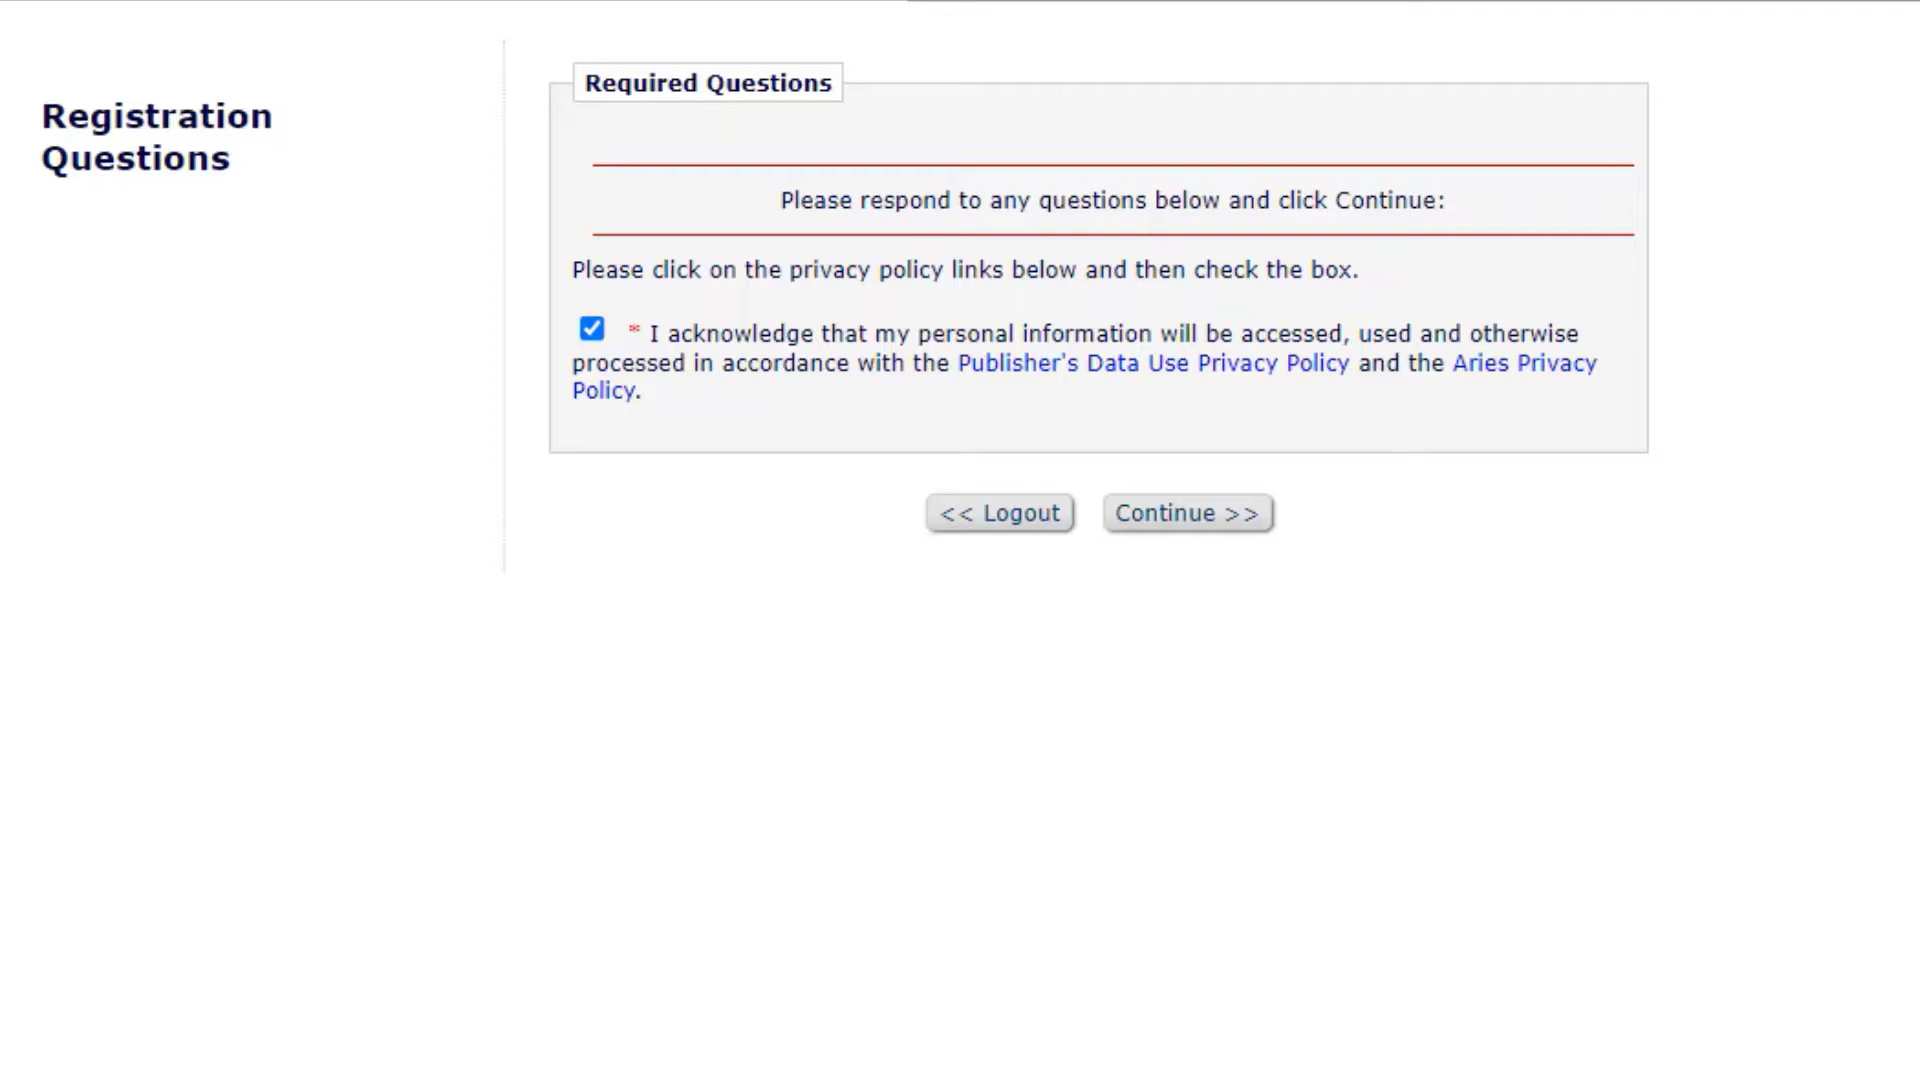 Registration
Questions
Required Questions
Please respond to any questions below and click Continue:
Please click on the privacy policy links below and then check the box.
* I acknowledge that my personal information will be accessed, used and otherwise
processed in accordance with the Publisher's Data Use Privacy Policy and the Aries Privacy
Policy.
<< Logout
Continue >>